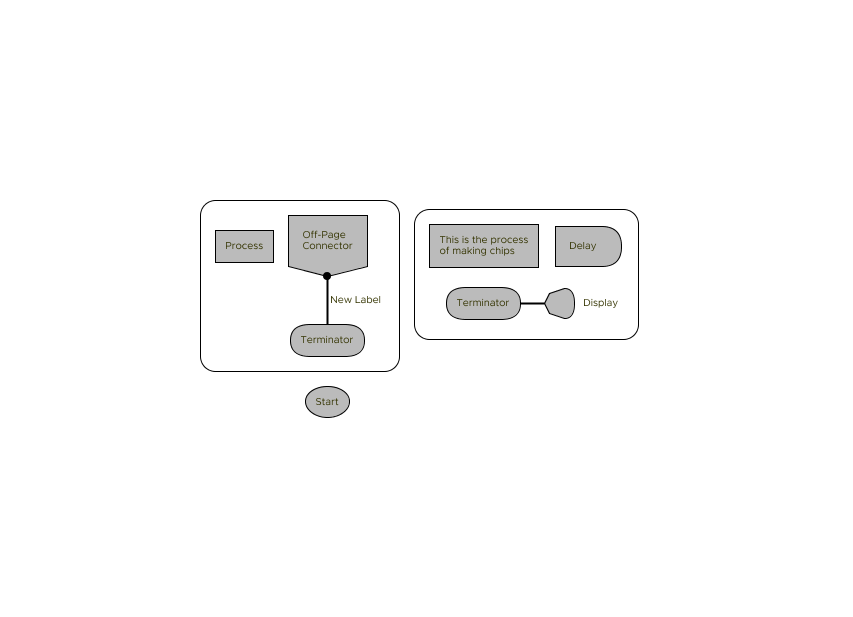 Process
Off-Page
Connector
New Label
Terminator
Start
This is the process
of making chips
Delay
Terminator
Display